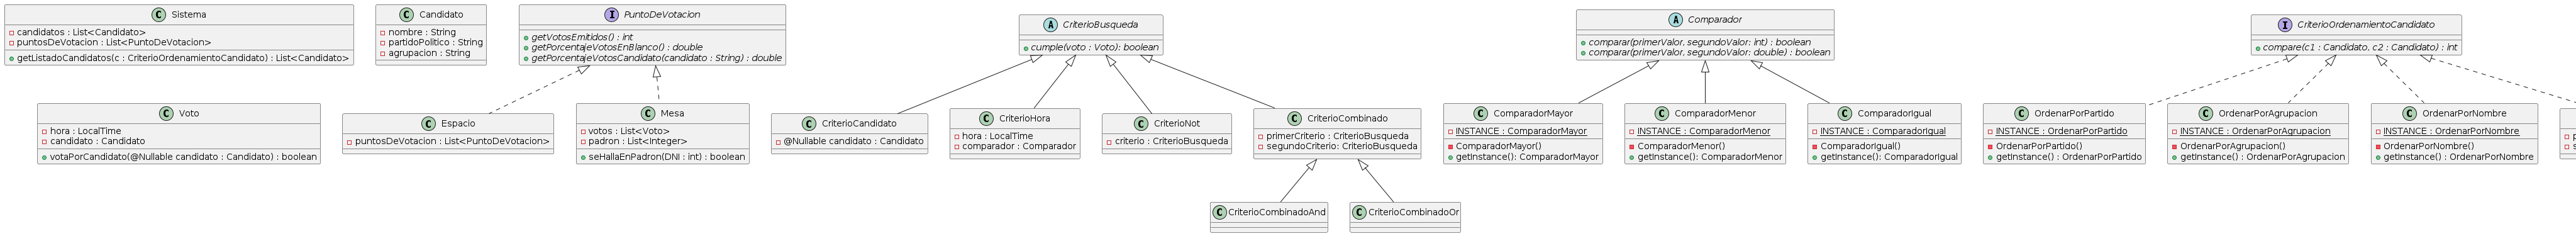 C Sistema
candidatos : List<Candidato>
puntosDeVotacion : List<PuntoDeVotacion>
getListadoCandidatos(c : CriterioOrdenamientoCandidato) : List<Candidato>
C Candidato
nombre : String
partidoPolitico : String
agrupacion : String
I PuntoDeVotacion
getVotosEmitidos() : int
getPorcentajeVotosEnBlanco() : double
getPorcentajeVotosCandidato(candidato : String) : double
A CriterioBusqueda
cumple(voto : Voto): boolean
A Comparador
comparar(primerValor, segundoValor: int) : boolean
comparar(primerValor, segundoValor: double) : boolean
I CriterioOrdenamientoCandidato
compare(c1 : Candidato, c2 : Candidato) : int
C Voto
hora : LocalTime
candidato : Candidato
votaPorCandidato(@Nullable candidato : Candidato) : boolean
C Espacio
puntosDeVotacion : List<PuntoDeVotacion>
C Mesa
votos : List<Voto>
padron : List<Integer>
seHallaEnPadron(DNI : int) : boolean
C CriterioCandidato
@Nullable candidato : Candidato
C CriterioHora
hora : LocalTime
comparador : Comparador
C CriterioNot
criterio : CriterioBusqueda
C CriterioCombinado
primerCriterio : CriterioBusqueda
segundoCriterio: CriterioBusqueda
C ComparadorMayor
INSTANCE : ComparadorMayor
ComparadorMayor()
getInstance(): ComparadorMayor
C ComparadorMenor
INSTANCE : ComparadorMenor
ComparadorMenor()
getInstance(): ComparadorMenor
C ComparadorIgual
INSTANCE : ComparadorIgual
ComparadorIgual()
getInstance(): ComparadorIgual
C OrdenarPorPartido
INSTANCE : OrdenarPorPartido
OrdenarPorPartido()
getInstance() : OrdenarPorPartido
C OrdenarPorAgrupacion
INSTANCE : OrdenarPorAgrupacion
OrdenarPorAgrupacion()
getInstance() : OrdenarPorAgrupacion
C OrdenarPorNombre
INSTANCE : OrdenarPorNombre
OrdenarPorNombre()
getInstance() : OrdenarPorNombre
p
s
C CriterioCombinadoAnd
C CriterioCombinadoOr